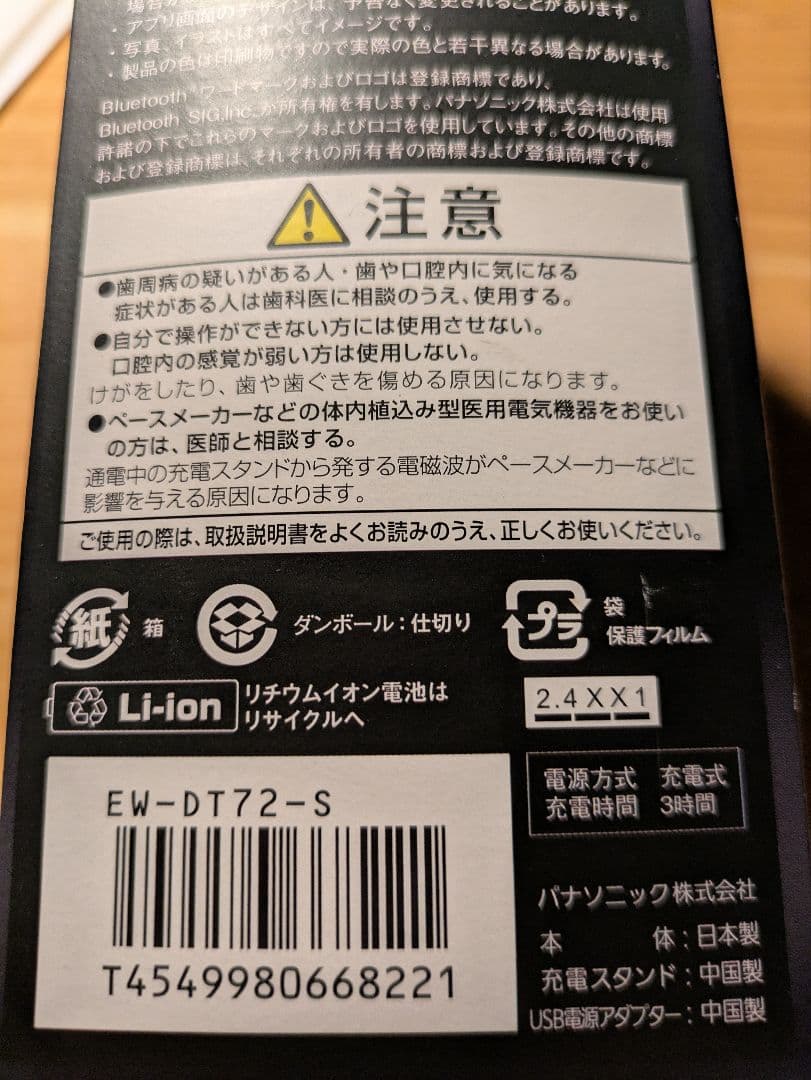 ・アプリ画面のデザインは、予告なく変更されることがあります。
・写真、イラストはすべてイメージです。
・製品の色は印刷物ですので実際の色と若干異なる場合があります。
Bluetooth® ワードマークおよびロゴは登録商標であり、
Bluetooth SIG,Inc.が所有権を有します。パナソニック株式会社は使用
許諾の下でこれらのマークおよびロゴを使用しています。その他の商標
および登録商標は、それぞれの所有者の商標および登録商標です。
注意
●歯周病の疑いがある人・歯や口腔内に気になる
症状がある人は歯科医に相談のうえ、使用する。
●自分で操作ができない方には使用させない。
口腔内の感覚が弱い方は使用しない。
けがをしたり、歯や歯ぐきを傷める原因になります。
●ペースメーカーなどの体内植込み型医用電気機器をお使い
の方は、医師と相談する。
通電中の充電スタンドから発する電磁波がペースメーカーなどに
影響を与える原因になります。
ご使用の際は、取扱説明書をよくお読みのうえ、正しくお使いください。
紙 箱
ダンボール：仕切り
プラ 袋
保護フィルム
Li-ion リチウムイオン電池は
リサイクルへ
2.4XX1
電源方式 充電式
充電時間 3時間
EW-DT72-S
T4549980668221
パナソニック株式会社
本体：日本製
充電スタンド：中国製
USB電源アダプター：中国製